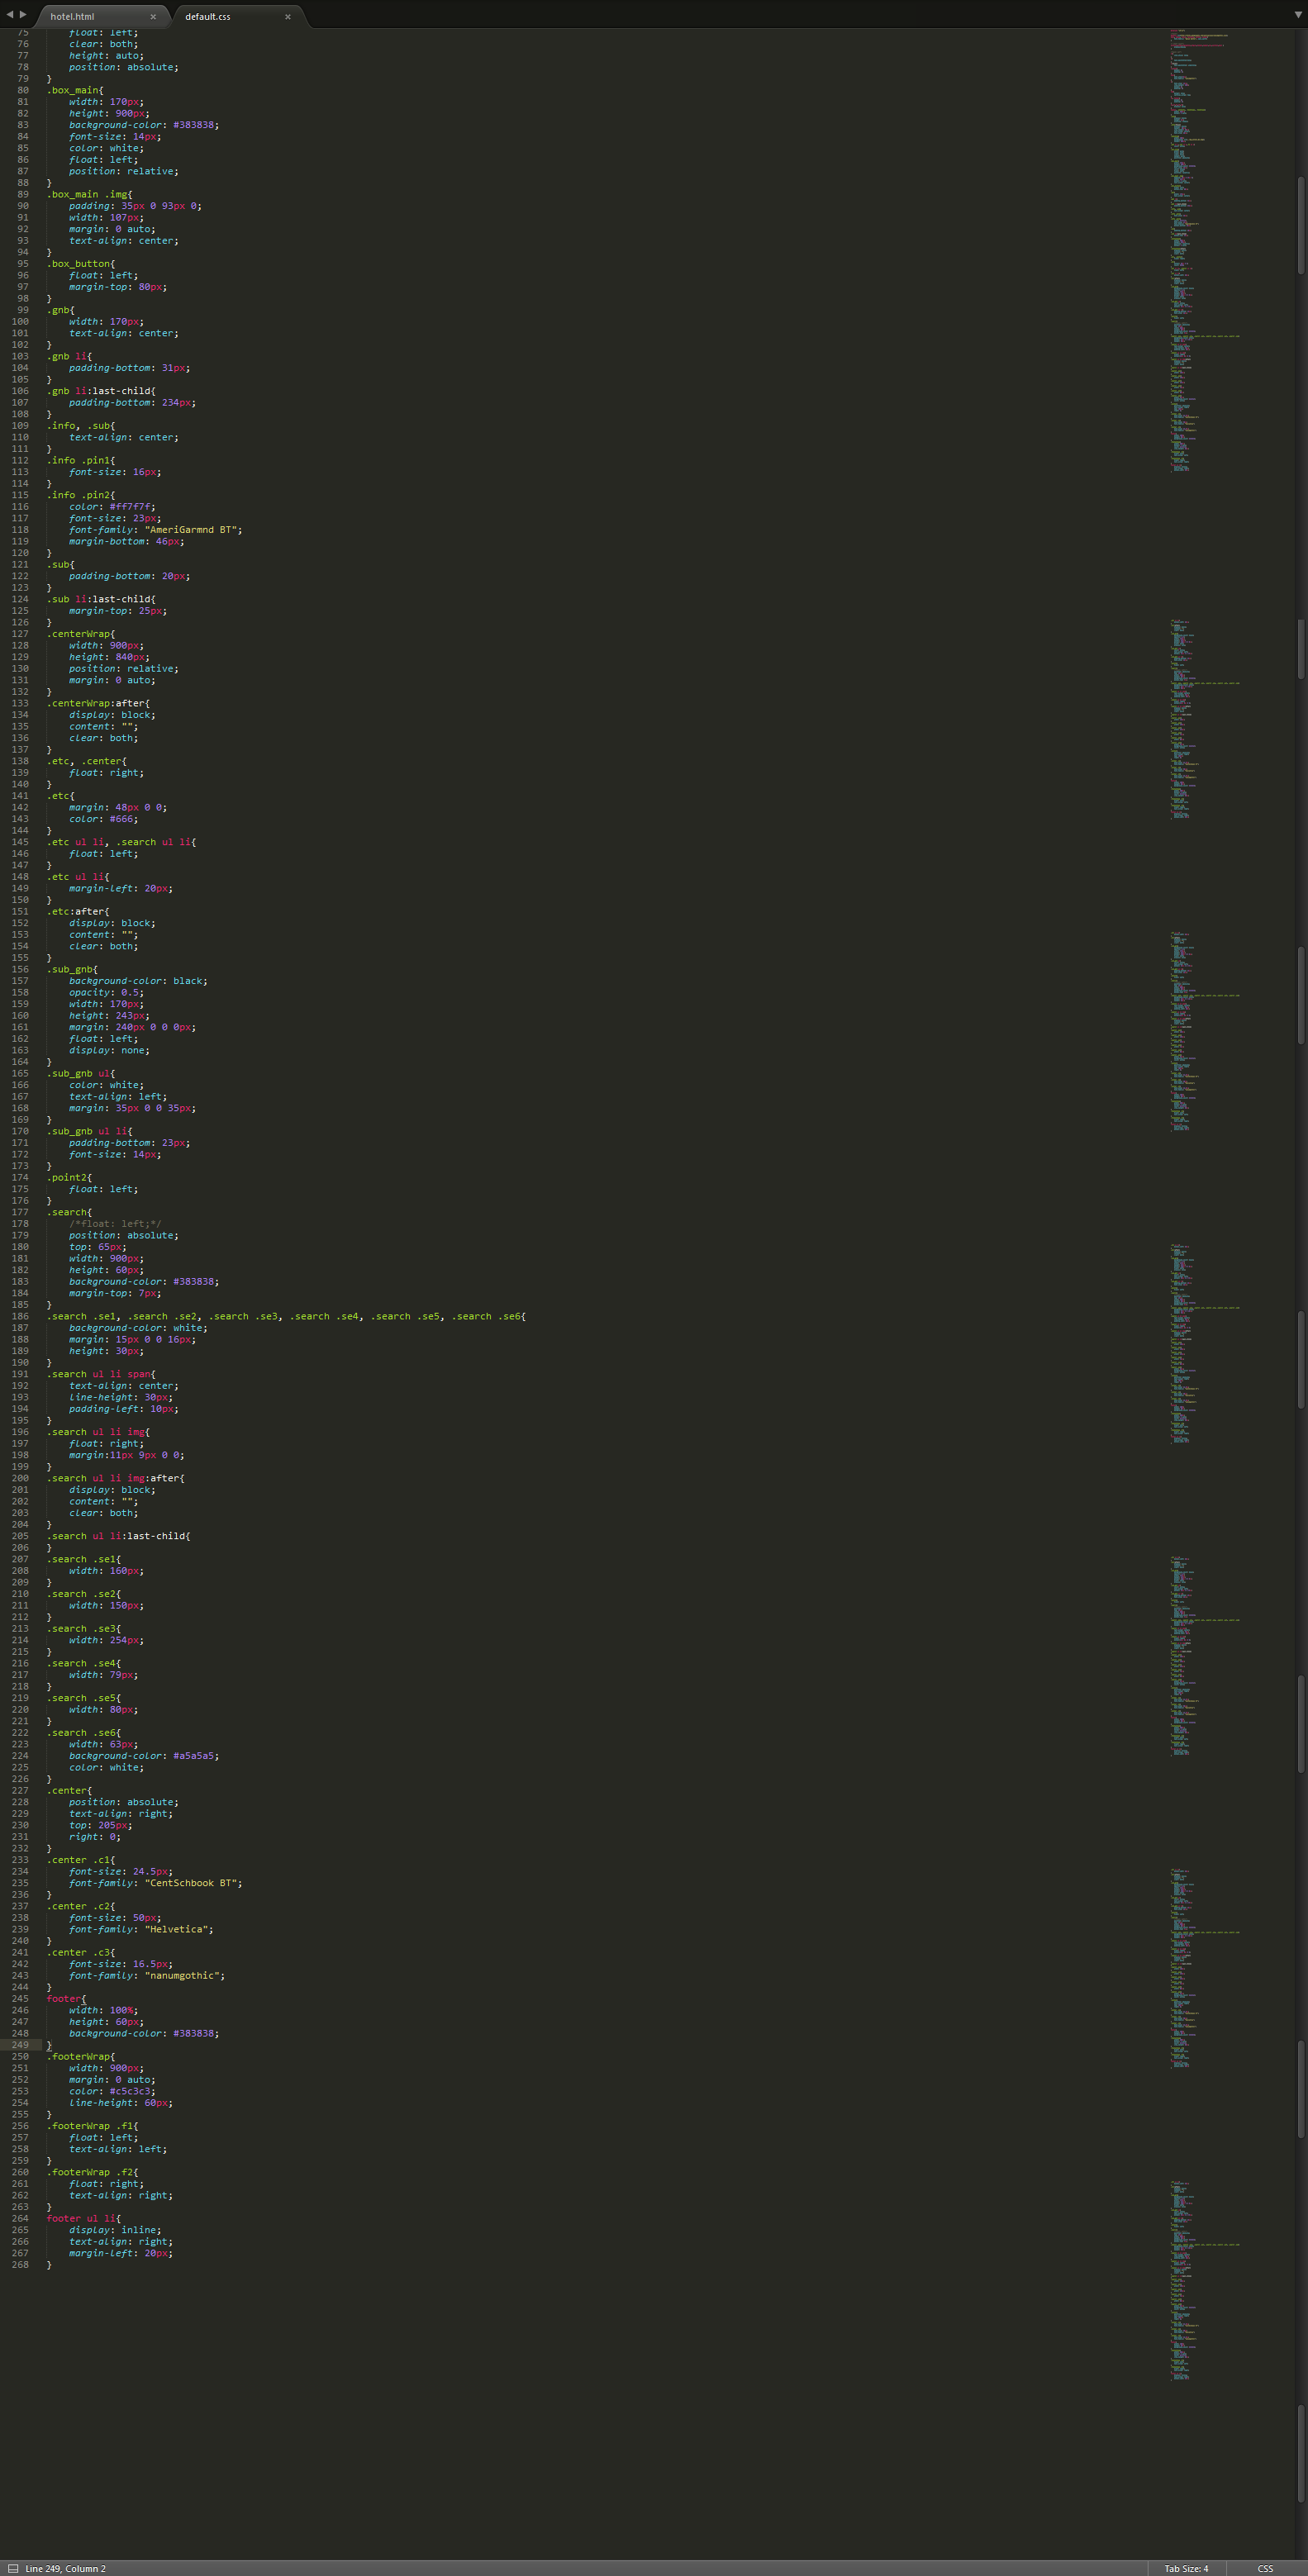 hotel.html ×
default.css ×
75 float: left;
76 clear: both;
77 height: auto;
78 position: absolute;
79 }
80 .box_main{
81 width: 170px;
82 height: 900px;
83 background-color: #383838;
84 font-size: 14px;
85 color: white;
86 float: left;
87 position: relative;
88 }
89 .box_main .img{
90 padding: 35px 0 93px 0;
91 width: 107px;
92 margin: 0 auto;
93 text-align: center;
94 }
95 .box_button{
96 float: left;
97 margin-top: 80px;
98 }
99 .gnb{
100 width: 170px;
101 text-align: center;
102 }
103 .gnb li{
104 padding-bottom: 31px;
105 }
106 .gnb li:last-child{
107 padding-bottom: 234px;
108 }
109 .info, .sub{
110 text-align: center;
111 }
112 .info .pin1{
113 font-size: 16px;
114 }
115 .info .pin2{
116 color: #ff7f7f;
117 font-size: 23px;
118 font-family: "AmeriGarmnd BT";
119 margin-bottom: 46px;
120 }
121 .sub{
122 padding-bottom: 20px;
123 }
124 .sub li:last-child{
125 margin-top: 25px;
126 }
127 .centerWrap{
128 width: 900px;
129 height: 840px;
130 position: relative;
131 margin: 0 auto;
132 }
133 .centerWrap:after{
134 display: block;
135 content: "";
136 clear: both;
137 }
138 .etc, .center{
139 float: right;
140 }
141 .etc{
142 margin: 48px 0 0;
143 color: #666;
144 }
145 .etc ul li, .search ul li{
146 float: left;
147 }
148 .etc ul li{
149 margin-left: 20px;
150 }
151 .etc:after{
152 display: block;
153 content: "";
154 clear: both;
155 }
156 .sub_gnb{
157 background-color: black;
158 opacity: 0.5;
159 width: 170px;
160 height: 243px;
161 margin: 240px 0 0 0px;
162 float: left;
163 display: none;
164 }
165 .sub_gnb ul{
166 color: white;
167 text-align: left;
168 margin: 35px 0 0 35px;
169 }
170 .sub_gnb ul li{
171 padding-bottom: 23px;
172 font-size: 14px;
173 }
174 .point2{
175 float: left;
176 }
177 .search{
178 /*float: left;*/
179 position: absolute;
180 top: 65px;
181 width: 900px;
182 height: 60px;
183 background-color: #383838;
184 margin-top: 7px;
185 }
186 .search .se1, .search .se2, .search .se3, .search .se4, .search .se5, .search .se6{
187 background-color: white;
188 margin: 15px 0 0 16px;
189 height: 30px;
190 }
191 .search ul li span{
192 text-align: center;
193 line-height: 30px;
194 padding-left: 10px;
195 }
196 .search ul li img{
197 float: right;
198 margin:11px 9px 0 0;
199 }
200 .search ul li img:after{
201 display: block;
202 content: "";
203 clear: both;
204 }
205 .search ul li:last-child{
206 }
207 .search .se1{
208 width: 160px;
209 }
210 .search .se2{
211 width: 150px;
212 }
213 .search .se3{
214 width: 254px;
215 }
216 .search .se4{
217 width: 79px;
218 }
219 .search .se5{
220 width: 80px;
221 }
222 .search .se6{
223 width: 63px;
224 background-color: #a5a5a5;
225 color: white;
226 }
227 .center{
228 position: absolute;
229 text-align: right;
230 top: 205px;
231 right: 0;
232 }
233 .center .c1{
234 font-size: 24.5px;
235 font-family: "CentSchbook BT";
236 }
237 .center .c2{
238 font-size: 50px;
239 font-family: "Helvetica";
240 }
241 .center .c3{
242 font-size: 16.5px;
243 font-family: "nanumgothic";
244 }
245 footer{
246 width: 100%;
247 height: 60px;
248 background-color: #383838;
249 }
250 .footerWrap{
251 width: 900px;
252 margin: 0 auto;
253 color: #c5c3c3;
254 line-height: 60px;
255 }
256 .footerWrap .f1{
257 float: left;
258 text-align: left;
259 }
260 .footerWrap .f2{
261 float: right;
262 text-align: right;
263 }
264 footer ul li{
265 display: inline;
266 text-align: right;
267 margin-left: 20px;
268 }
Line 249, Column 2
Tab Size: 4
CSS